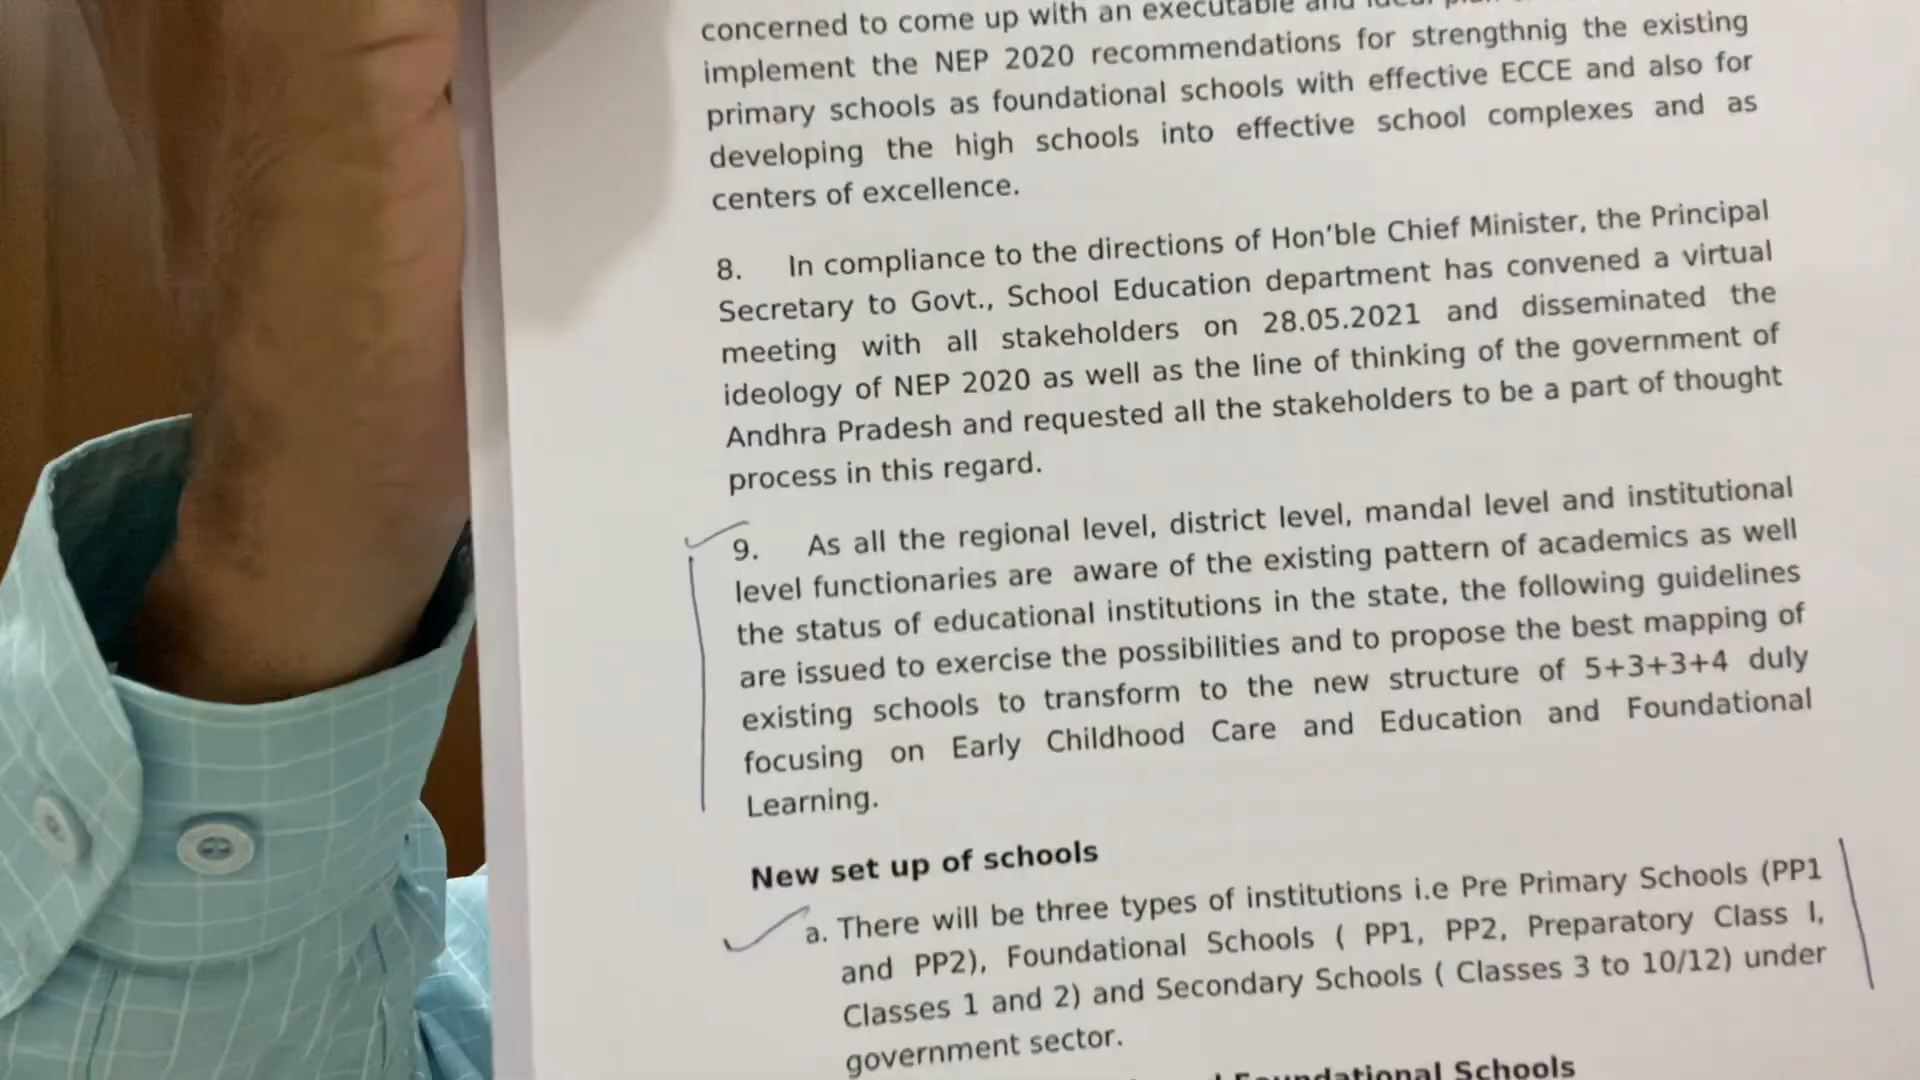 concerned to come up with an executable and ideal
implement the NEP 2020 recommendations for strengthnig the existing
primary schools as foundational schools with effective ECCE and also for
developing the high schools into effective school complexes and as
centers of excellence.
8. In compliance to the directions of Hon’ble Chief Minister, the Principal
Secretary to Govt., School Education department has convened a virtual
meeting with all stakeholders on 28.05.2021 and disseminated the
ideology of NEP 2020 as well as the line of thinking of the government of
Andhra Pradesh and requested all the stakeholders to be a part of thought
process in this regard.
9. As all the regional level, district level, mandal level and institutional
level functionaries are aware of the existing pattern of academics as well
the status of educational institutions in the state, the following guidelines
are issued to exercise the possibilities and to propose the best mapping of
existing schools to transform to the new structure of 5+3+3+4 duly
focusing on Early Childhood Care and Education and Foundational
Learning.
New set up of schools
a. There will be three types of institutions i.e Pre Primary Schools (PP1
and PP2), Foundational Schools ( PP1, PP2, Preparatory Class I,
Classes 1 and 2) and Secondary Schools ( Classes 3 to 10/12) under
government sector.
Foundational Schools